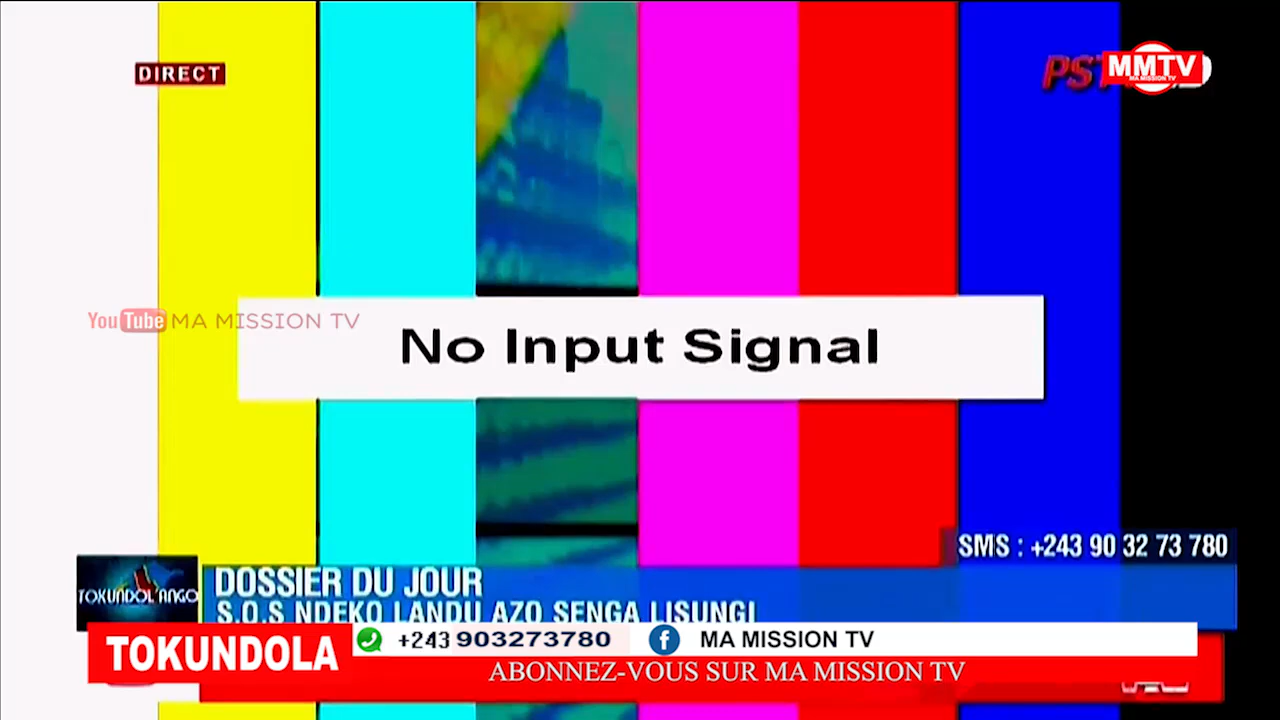 DIRECT
PST
MMTV
MA MISSION TV
YouTube MA MISSION TV
No Input Signal
SMS : +243 90 32 73 780
TOKUNDOL'ANGO
DOSSIER DU JOUR
S.O.S NDEKO LANDU AZO SENGA LISUNGI
TOKUNDOLA
+243 903273780
MA MISSION TV
ABONNEZ-VOUS SUR MA MISSION TV